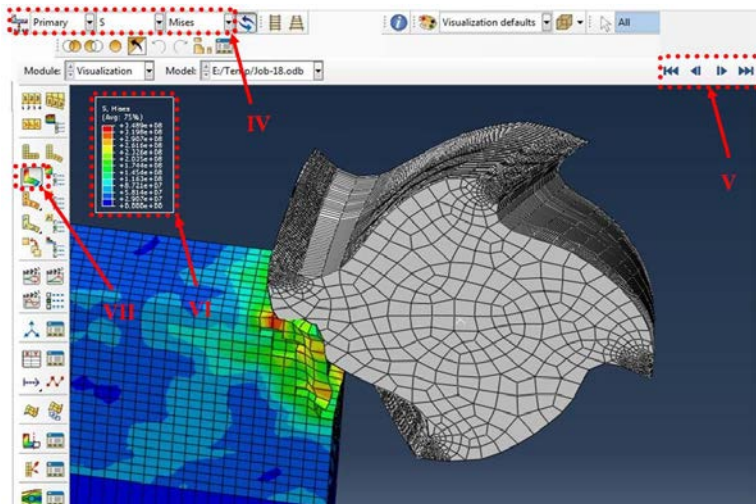 Primary S Mises Visualization defaults All
Module: Visualization Model: E:/Temp/Job-18.odb
IV
V
S, Mises
(Avg: 75%)
+3.489e+08
+3.198e+08
+2.907e+08
+2.616e+08
+2.326e+08
+2.035e+08
+1.744e+08
+1.454e+08
+1.163e+08
+8.721e+07
+5.814e+07
+2.907e+07
+0.000e+00
VII
VI